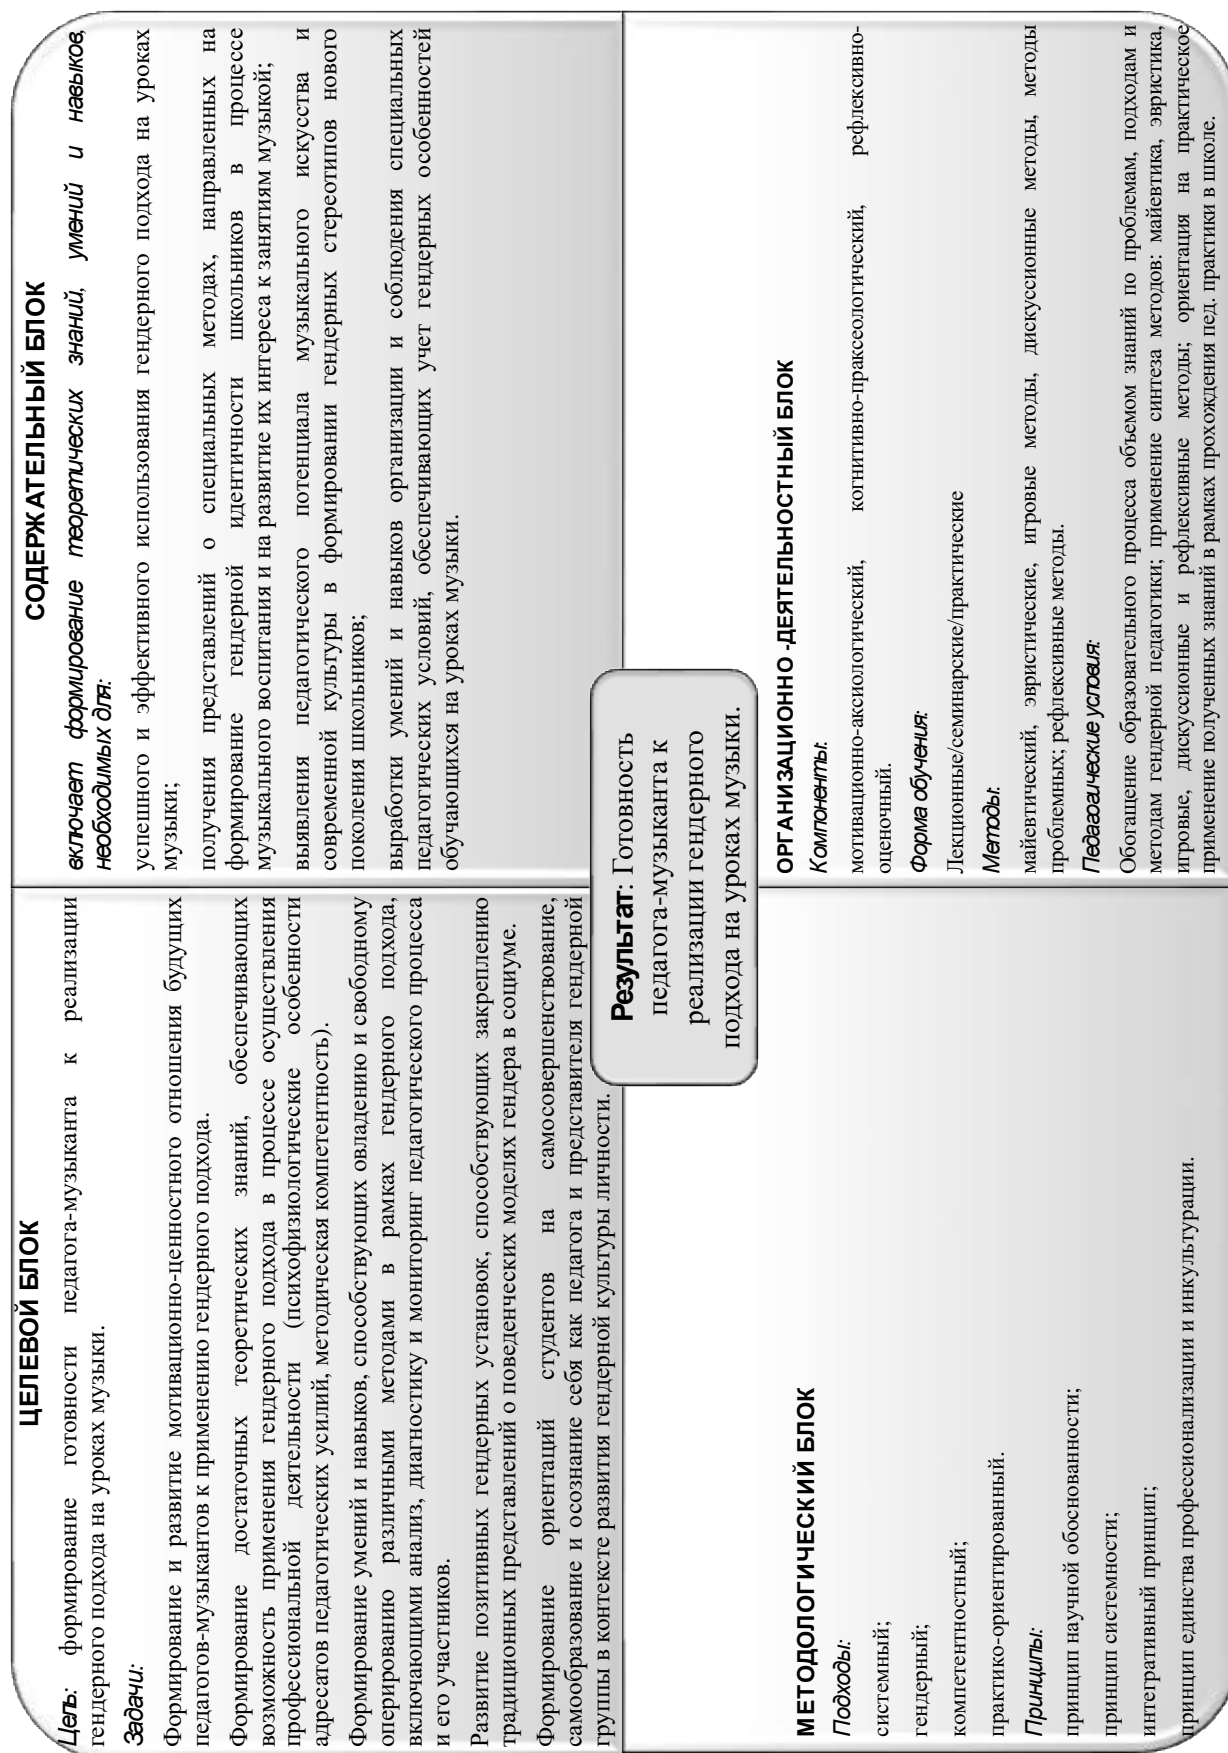 ЦЕЛЕВОЙ БЛОК
Цель: формирование готовности педагога-музыканта к реализации
гендерного подхода на уроках музыки.
Задачи:
Формирование и развитие мотивационно-ценностного отношения будущих
педагогов-музыкантов к применению гендерного подхода.
Формирование достаточных теоретических знаний, обеспечивающих
возможность применения гендерного подхода в процессе осуществления
профессиональной деятельности (психофизиологические особенности
адресатов педагогических усилий, методическая компетентность).
Формирование умений и навыков, способствующих овладению и свободному
оперированию различными методами в рамках гендерного подхода,
включающими анализ, диагностику и мониторинг педагогического процесса
и его участников.
Развитие позитивных гендерных установок, способствующих закреплению
традиционных представлений о поведенческих моделях гендера в социуме.
Формирование ориентаций студентов на самосовершенствование,
самообразование и осознание себя как педагога и представителя гендерной
группы в контексте развития гендерной культуры личности.
СОДЕРЖАТЕЛЬНЫЙ БЛОК
включает формирование теоретических знаний, умений и навыков,
необходимых для:
успешного и эффективного использования гендерного подхода на уроках
музыки;
получения представлений о специальных методах, направленных на
формирование гендерной идентичности школьников в процессе
музыкального воспитания и на развитие их интереса к занятиям музыкой;
выявления педагогического потенциала музыкального искусства и
современной культуры в формировании гендерных стереотипов нового
поколения школьников;
выработки умений и навыков организации и соблюдения специальных
педагогических условий, обеспечивающих учет гендерных особенностей
обучающихся на уроках музыки.
Результат: Готовность
педагога-музыканта к
реализации гендерного
подхода на уроках музыки.
МЕТОДОЛОГИЧЕСКИЙ БЛОК
Подходы:
системный;
гендерный;
компетентностный;
практико-ориентированный.
Принципы:
принцип научной обоснованности;
принцип системности;
интегративный принцип;
принцип единства профессионализации и инкультурации.
ОРГАНИЗАЦИОННО -ДЕЯТЕЛЬНОСТНЫЙ БЛОК
Компоненты:
мотивационно-аксиологический, когнитивно-праксеологический, рефлексивно-
оценочный.
Форма обучения:
Лекционные/семинарские/практические
Методы:
майевтический, эвристические, игровые методы, дискуссионные методы, методы
проблемных; рефлексивные методы.
Педагогические условия:
Обогащение образовательного процесса объемом знаний по проблемам, подходам и
методам гендерной педагогики; применение синтеза методов: майевтика, эвристика,
игровые, дискуссионные и рефлексивные методы; ориентация на практическое
применение полученных знаний в рамках прохождения пед. практики в школе.